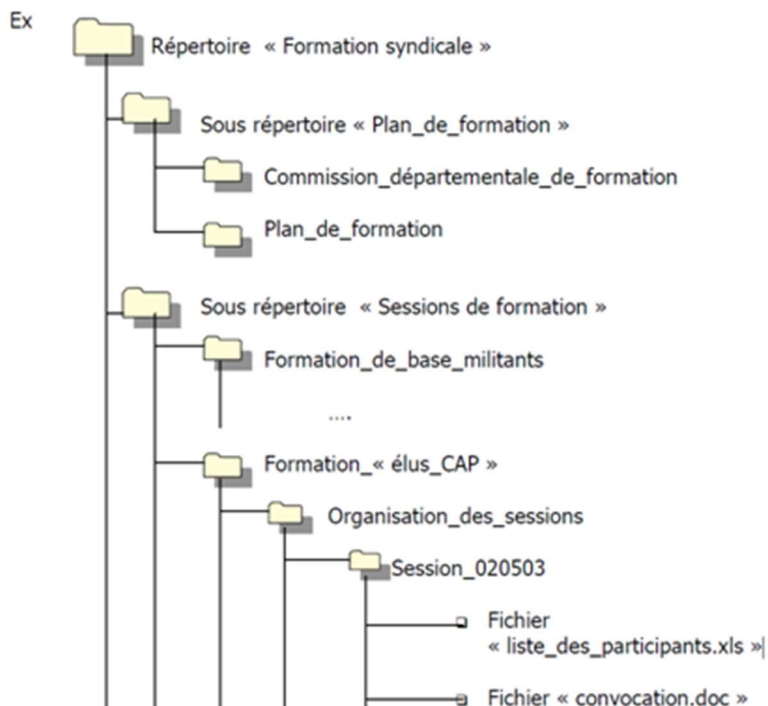 Ex
Répertoire « Formation syndicale »
Sous répertoire « Plan_de_formation »
Commission_départementale_de_formation
Plan_de_formation
Sous répertoire « Sessions de formation »
Formation_de_base_militants
....
Formation_« élus_CAP »
Organisation_des_sessions
Session_020503
Fichier
« liste_des_participants.xls »
Fichier « convocation.doc »